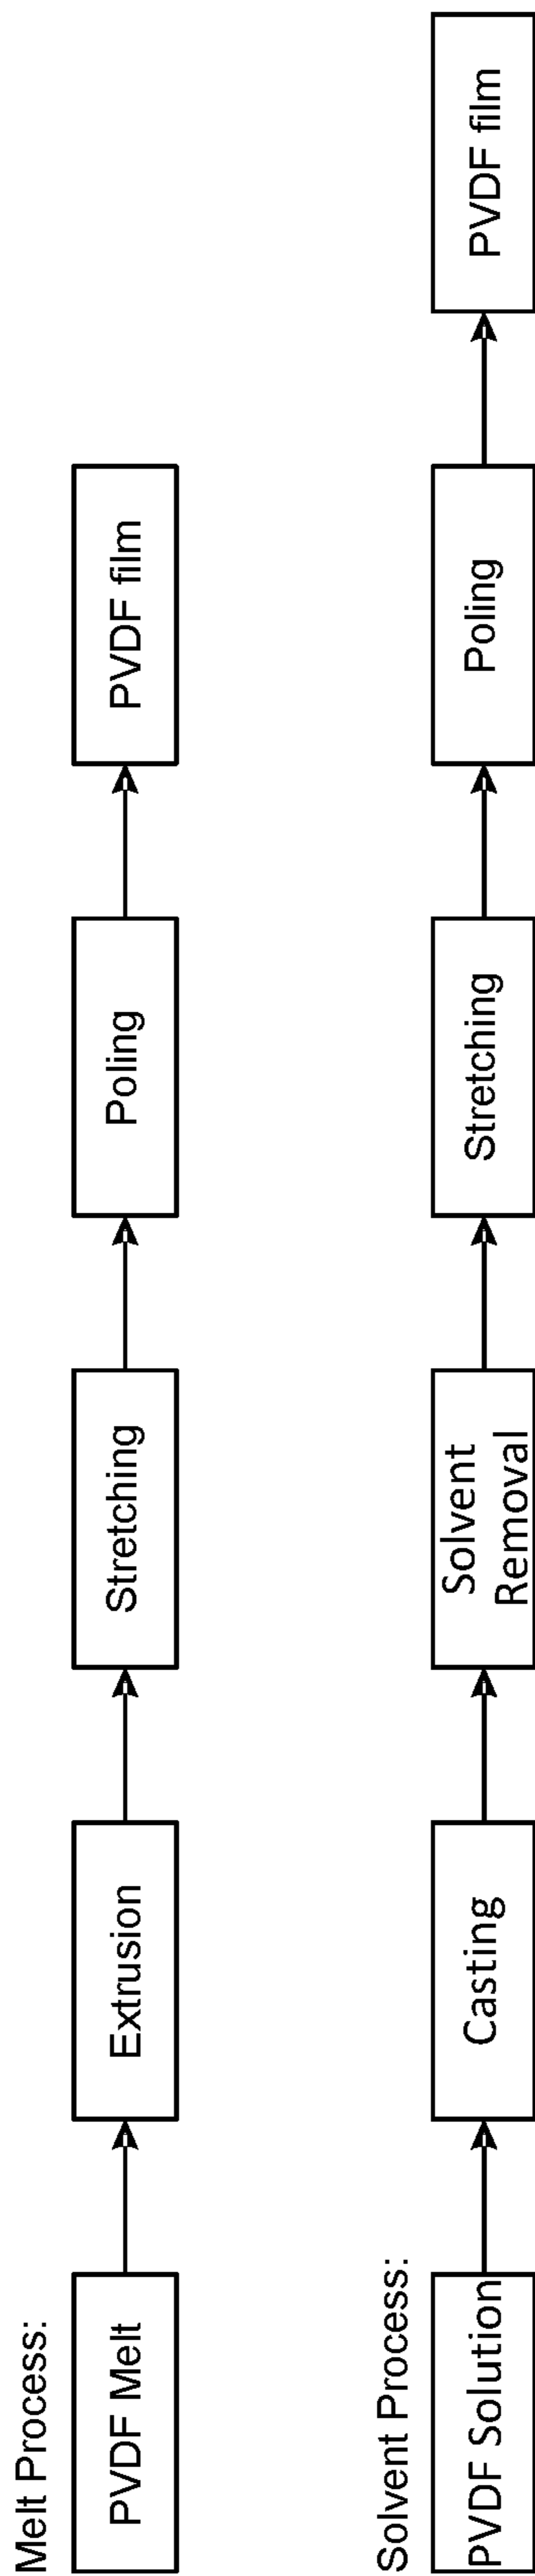 Melt Process:
PVDF Melt
Extrusion
Stretching
Poling
PVDF film
Solvent Process:
PVDF Solution
Casting
Solvent
Removal
Stretching
Poling
PVDF film